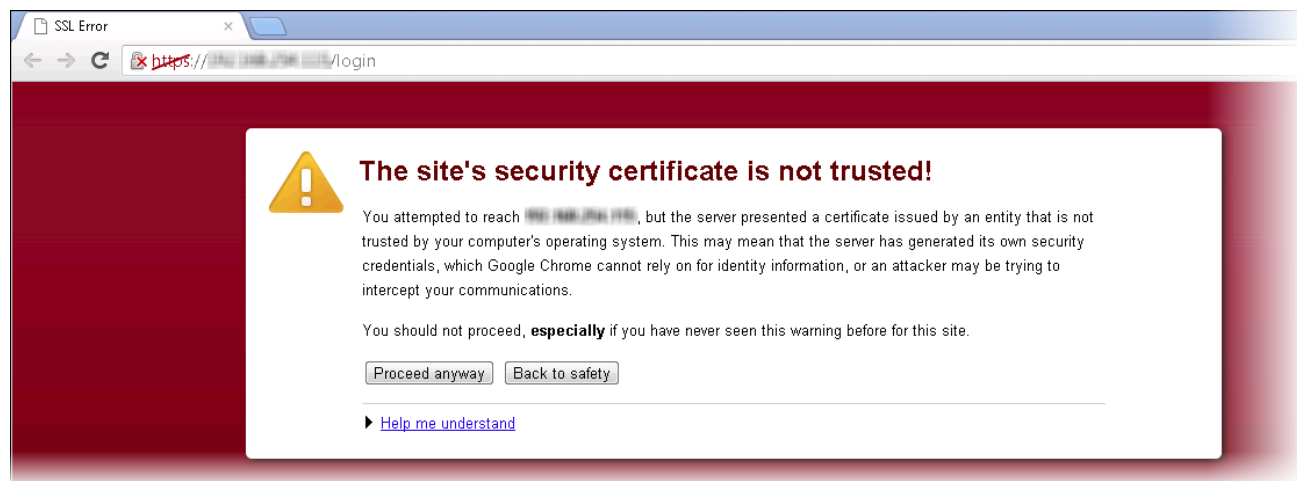 SSL Error
https:// /login
The site's security certificate is not trusted!
You attempted to reach , but the server presented a certificate issued by an entity that is not
trusted by your computer's operating system. This may mean that the server has generated its own security
credentials, which Google Chrome cannot rely on for identity information, or an attacker may be trying to
intercept your communications.
You should not proceed, especially if you have never seen this warning before for this site.
Proceed anyway Back to safety
Help me understand